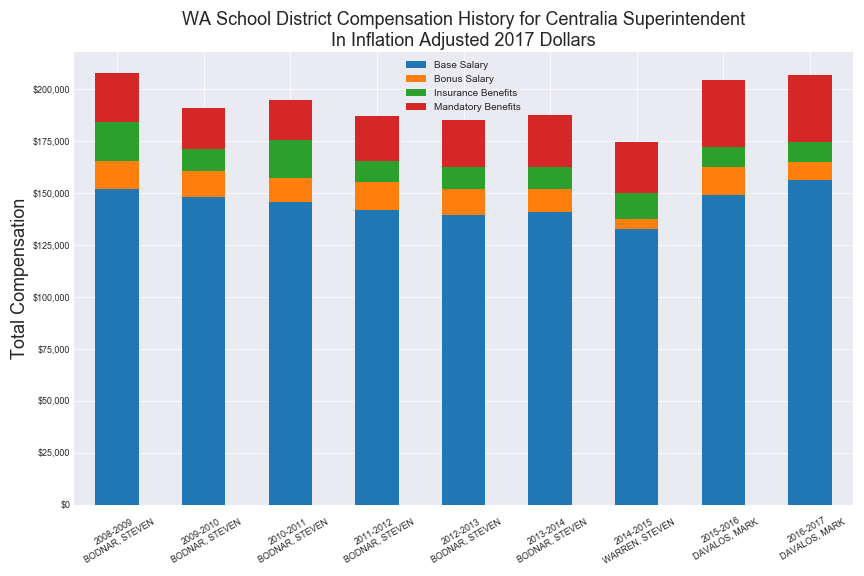 WA School District Compensation History for Centralia Superintendent
In Inflation Adjusted 2017 Dollars
Base Salary
Bonus Salary
Insurance Benefits
Mandatory Benefits
Total Compensation
$200,000
$175,000
$150,000
$125,000
$100,000
$75,000
$50,000
$25,000
$0
2008-2009
BODNAR, STEVEN
2009-2010
BODNAR, STEVEN
2010-2011
BODNAR, STEVEN
2011-2012
BODNAR, STEVEN
2012-2013
BODNAR, STEVEN
2013-2014
BODNAR, STEVEN
2014-2015
WARREN, STEVEN
2015-2016
DAVALOS, MARK
2016-2017
DAVALOS, MARK